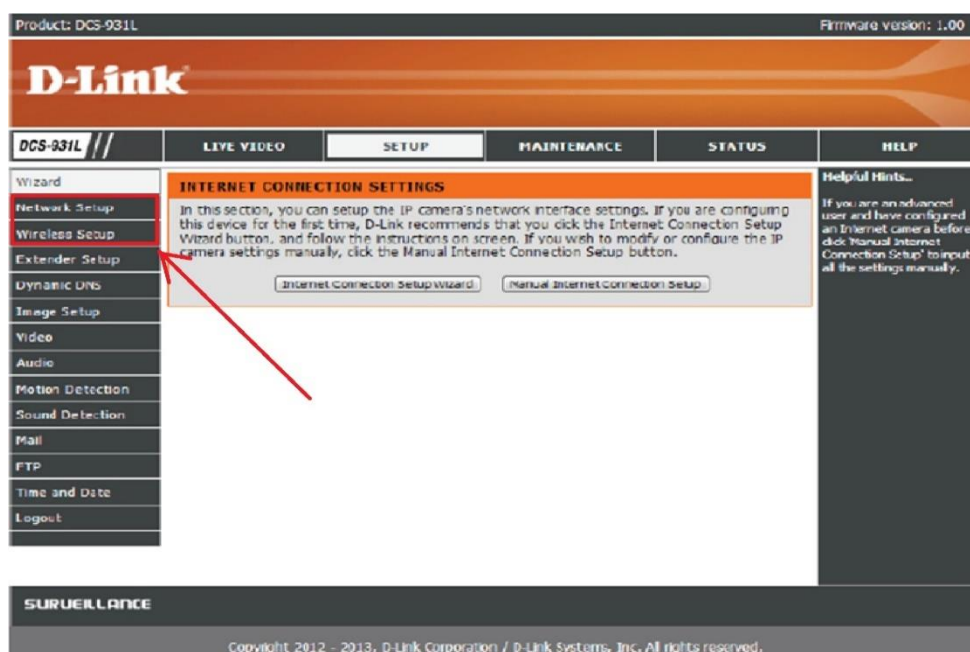 Product: DCS-931L
Firmware version: 1.00
D-Link
DCS-931L
LIVE VIDEO
SETUP
MAINTENANCE
STATUS
HELP
Wizard
Network Setup
Wireless Setup
Extender Setup
Dynamic DNS
Image Setup
Video
Audio
Motion Detection
Sound Detection
Mail
FTP
Time and Date
Logout
INTERNET CONNECTION SETTINGS
In this section, you can setup the IP camera's network interface settings. If you are configuring
this device for the first time, D-Link recommends that you click the Internet Connection Setup
Wizard button, and follow the instructions on screen. If you wish to modify or configure the IP
camera settings manually, click the Manual Internet Connection Setup button.
Internet Connection Setup Wizard
Manual Internet Connection Setup
Helpful Hints...
If you are an advanced
user and have configured
an Internet camera before
click 'Manual Internet
Connection Setup' to input
all the settings manually.
SURVEILLANCE
Copyright 2012 - 2013, D-Link Corporation / D-Link Systems, Inc. All rights reserved.